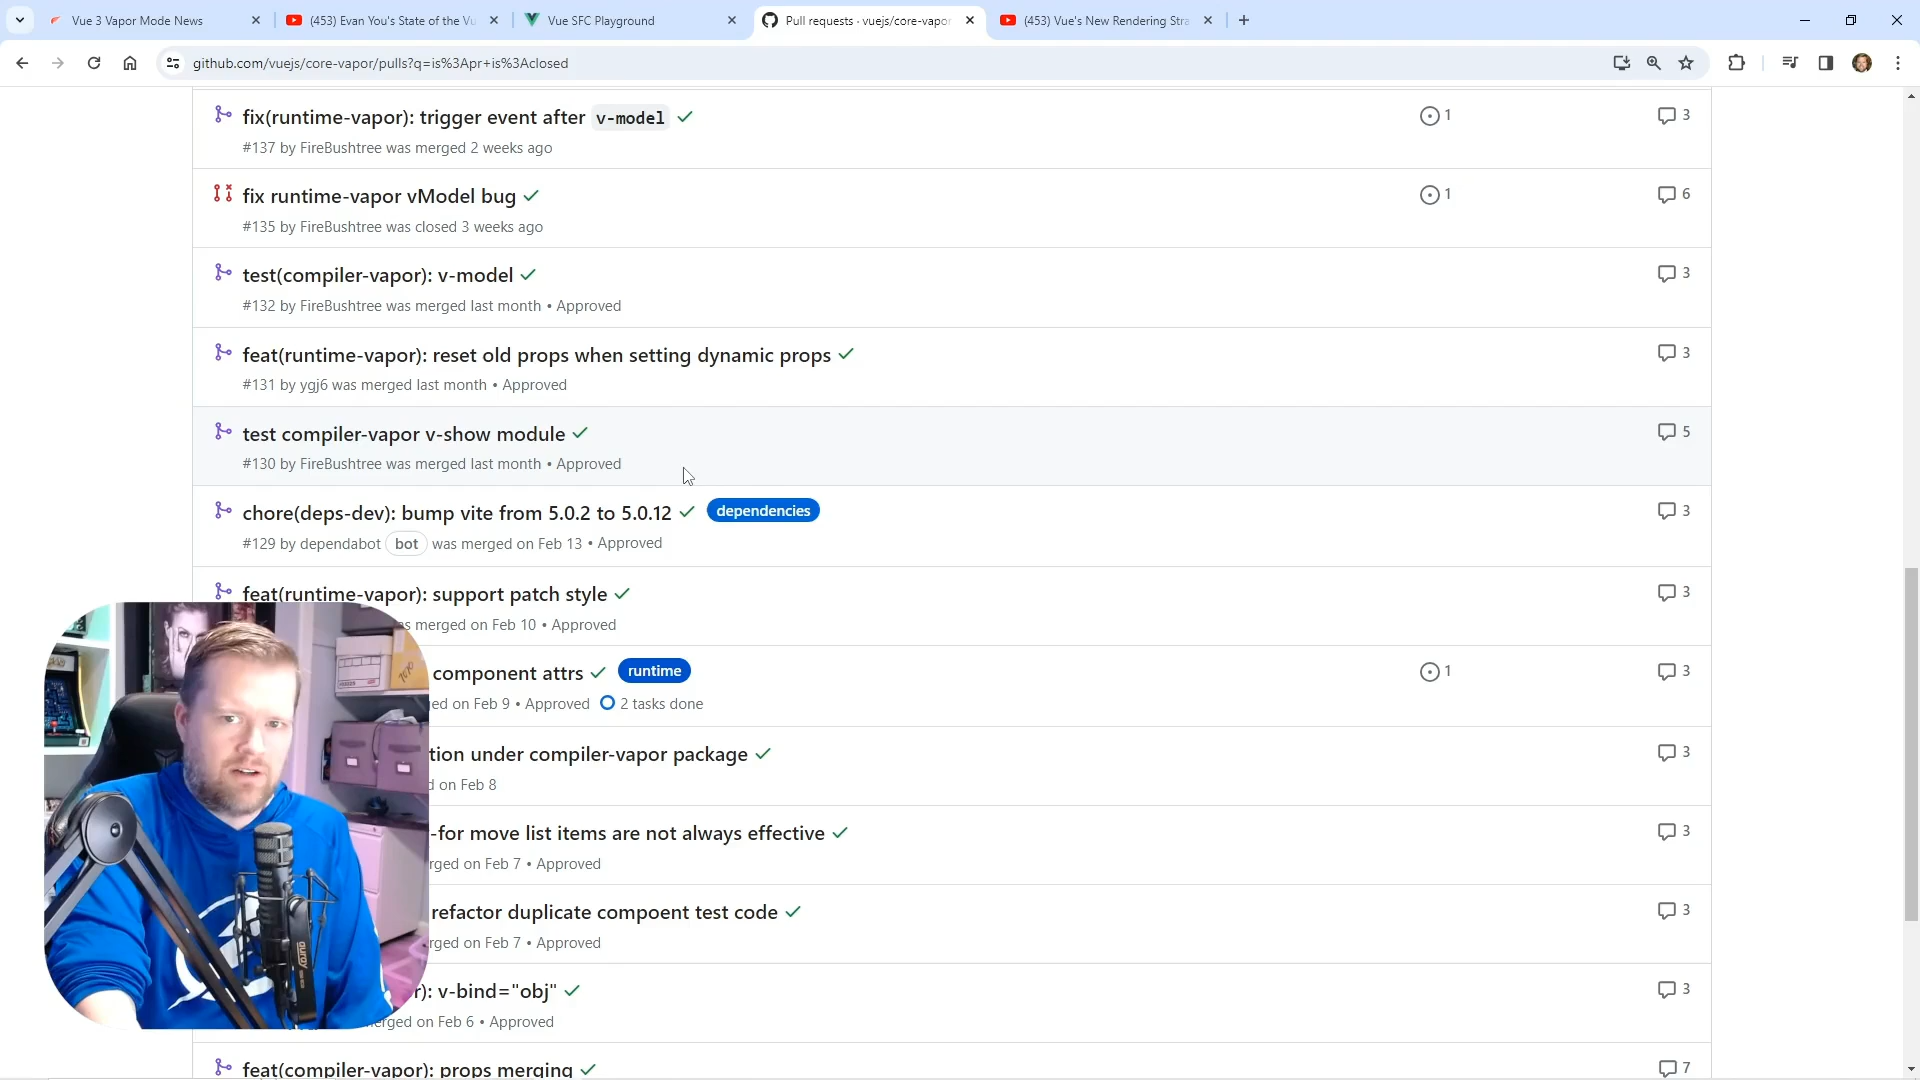 Vue 3 Vapor Mode News
(453) Evan You's State of the Vu
Vue SFC Playground
Pull requests · vuejs/core-vapor
(453) Vue's New Rendering Stra
github.com/vuejs/core-vapor/pulls?q=is%3Apr+is%3Aclosed
fix(runtime-vapor): trigger event after v-model
1
3
#137 by FireBushtree was merged 2 weeks ago
fix runtime-vapor vModel bug
1
6
#135 by FireBushtree was closed 3 weeks ago
test(compiler-vapor): v-model
3
#132 by FireBushtree was merged last month • Approved
feat(runtime-vapor): reset old props when setting dynamic props
3
#131 by ygj6 was merged last month • Approved
test compiler-vapor v-show module
5
#130 by FireBushtree was merged last month • Approved
chore(deps-dev): bump vite from 5.0.2 to 5.0.12 dependencies
3
#129 by dependabot bot was merged on Feb 13 • Approved
feat(runtime-vapor): support patch style
3
s merged on Feb 10 • Approved
component attrs runtime
1
3
ed on Feb 9 • Approved 2 tasks done
tion under compiler-vapor package
3
d on Feb 8
-for move list items are not always effective
3
rged on Feb 7 • Approved
refactor duplicate compoent test code
3
rged on Feb 7 • Approved
r): v-bind="obj"
3
erged on Feb 6 • Approved
feat(compiler-vapor): props merging
7